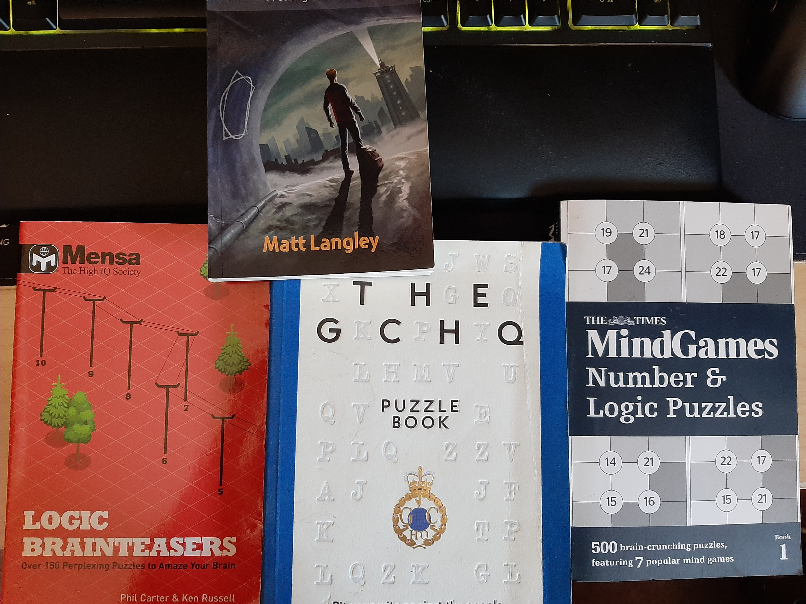 Matt Langley
Mensa
The High IQ Society
10
9
8
7
6
5
LOGIC
BRAINTEASERS
Over 150 Perplexing Puzzles to Amaze Your Brain
Phil Carter & Ken Russell
THE
GCHQ
PUZZLE
BOOK
L H M V U
Q V E
P L Q Z Z V
A J J F
K T P
L Q Z K G L
19 21 18 17
17 24 22 17
THE TIMES
MindGames
Number &
Logic Puzzles
14 21 22 17
15 16 15 21
500 brain-crunching puzzles,
featuring 7 popular mind games
Book
1